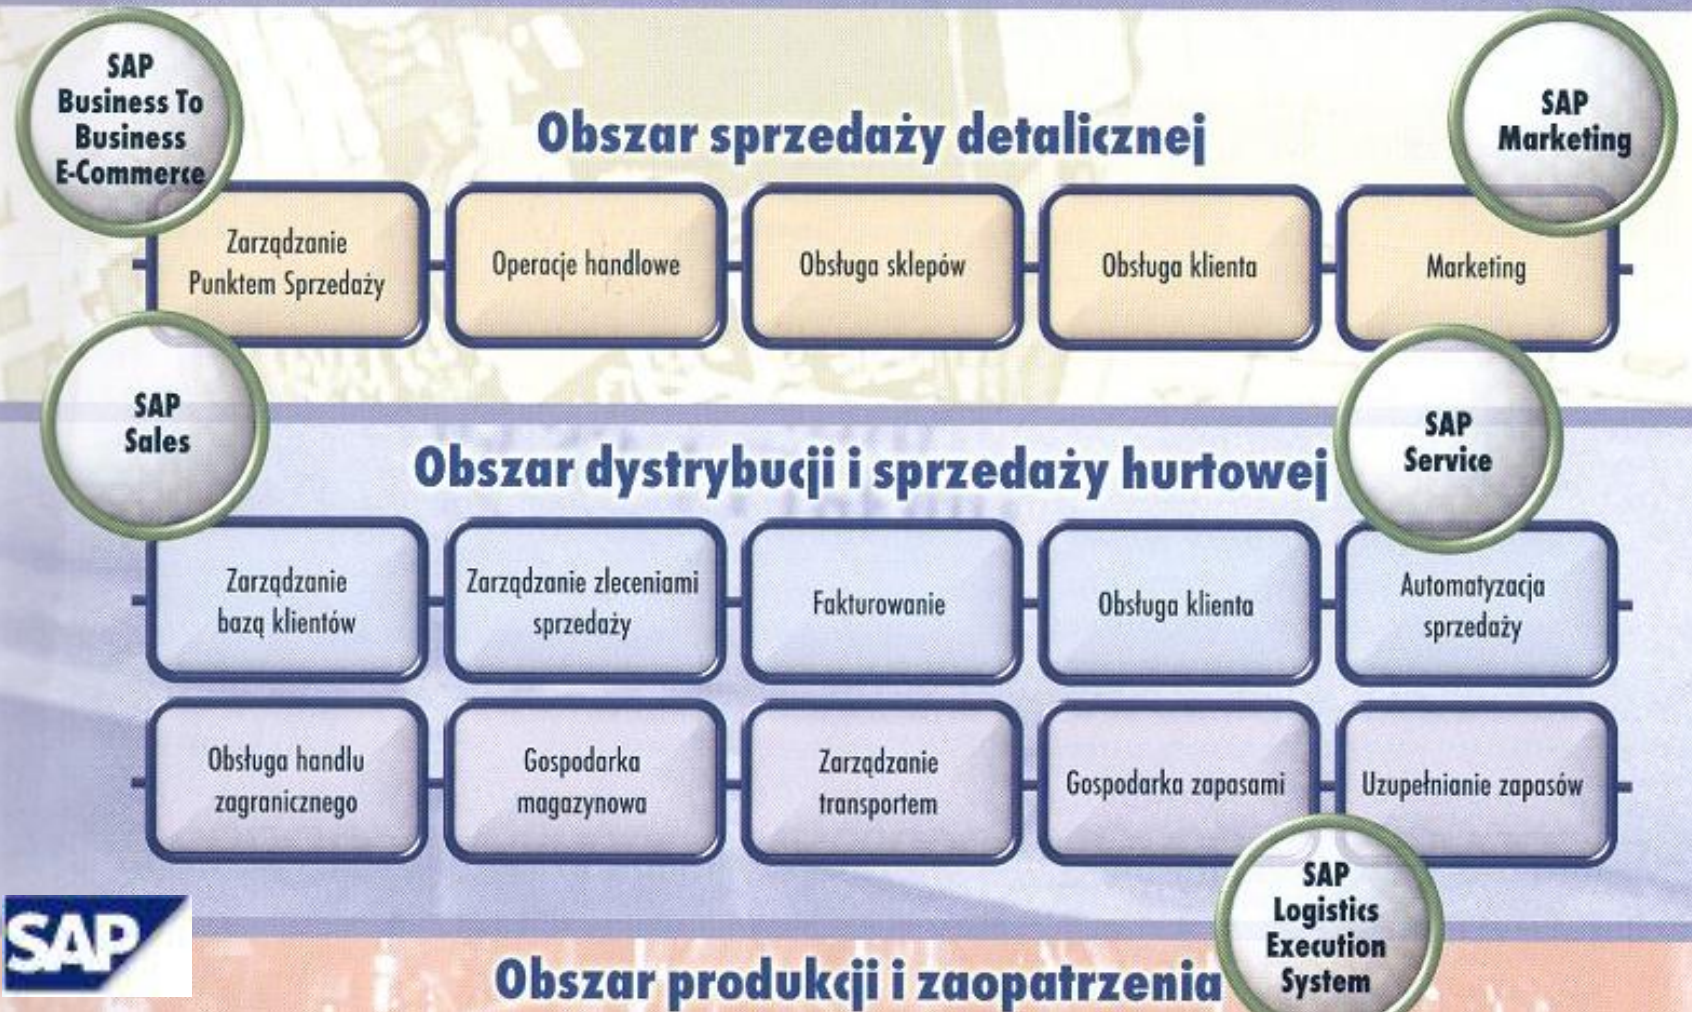 SAP
Business To
Business
E-Commerce
Obszar sprzedaży detalicznej
SAP
Marketing
Zarządzanie
Punktem Sprzedaży
Operacje handlowe
Obsługa sklepów
Obsługa klienta
Marketing
SAP
Sales
Obszar dystrybucji i sprzedaży hurtowej
SAP
Service
Zarządzanie
bazą klientów
Zarządzanie zleceniami
sprzedaży
Fakturowanie
Obsługa klienta
Automatyzacja
sprzedaży
Obsługa handlu
zagranicznego
Gospodarka
magazynowa
Zarządzanie
transportem
Gospodarka zapasami
Uzupełnianie zapasów
SAP
Logistics
Execution
System
SAP
Obszar produkcji i zaopatrzenia